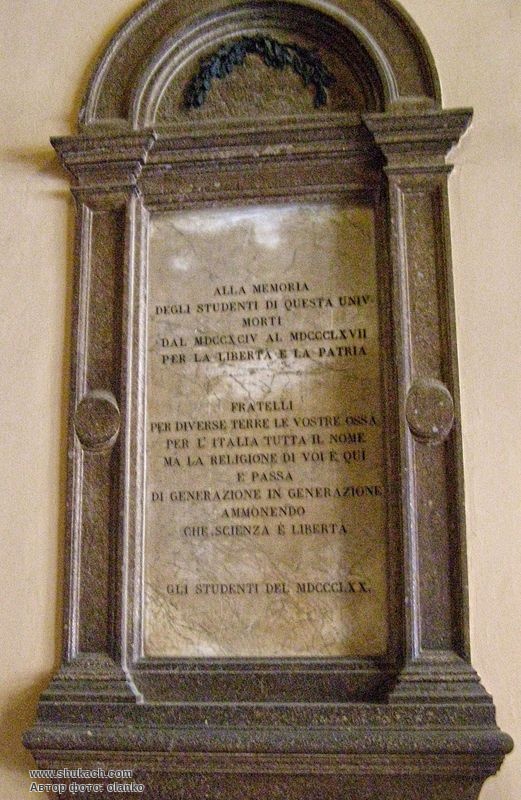 ALLA MEMORIA
DEGLI STUDENTI DI QUESTA UNIV.
MORTI
DAL MDCCXCIV AL MDCCCLXVII
PER LA LIBERTÀ E LA PATRIA
FRATELLI
PER DIVERSE TERRE LE VOSTRE OSSA
PER L' ITALIA TUTTA IL NOME
MA LA RELIGIONE DI VOI È QUI
E PASSA
DI GENERAZIONE IN GENERAZIONE
AMMONENDO
CHE SCIENZA È LIBERTÀ
GLI STUDENTI DEL MDCCCLXX.
www.shukach.com
Автор фото: olahko